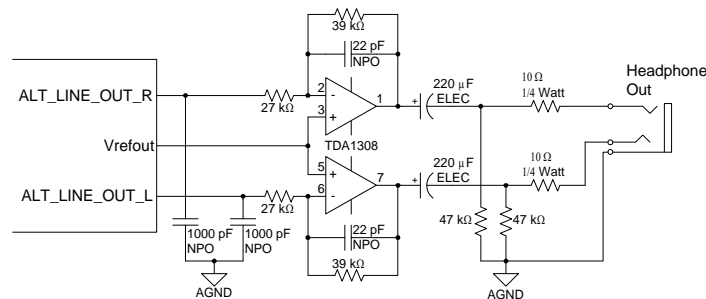 39 kΩ
22 pF
NPO
ALT_LINE_OUT_R
27 kΩ
2
-
3
+
1
TDA1308
+
220 µF
ELEC
10 Ω
1/4 Watt
Headphone
Out
Vrefout
5
+
6
-
7
+
220 µF
ELEC
10 Ω
1/4 Watt
ALT_LINE_OUT_L
27 kΩ
1000 pF
NPO
1000 pF
NPO
22 pF
NPO
39 kΩ
47 kΩ
47 kΩ
AGND
AGND